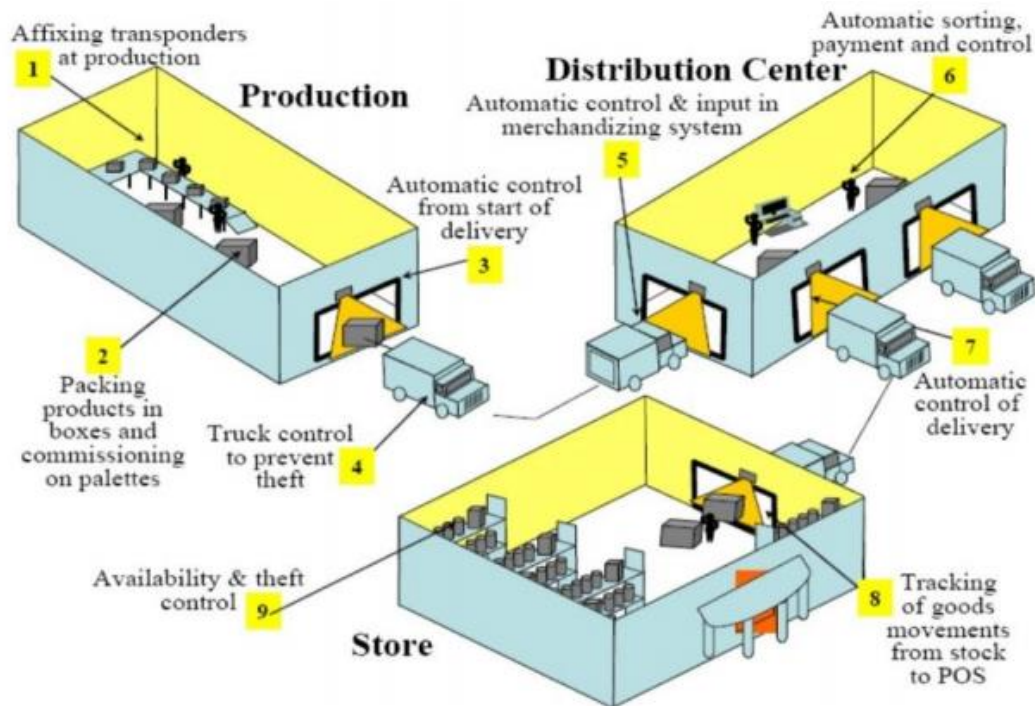 Affixing transponders
at production
1
Production
Automatic control
from start of
delivery
3
2
Packing
products in
boxes and
commissioning
on palettes
Truck control
to prevent
theft
4
Distribution Center
Automatic sorting,
payment and control
6
Automatic control & input in
merchandizing system
5
7
Automatic
control of
delivery
Availability & theft
control
9
Store
8
Tracking
of goods
movements
from stock
to POS